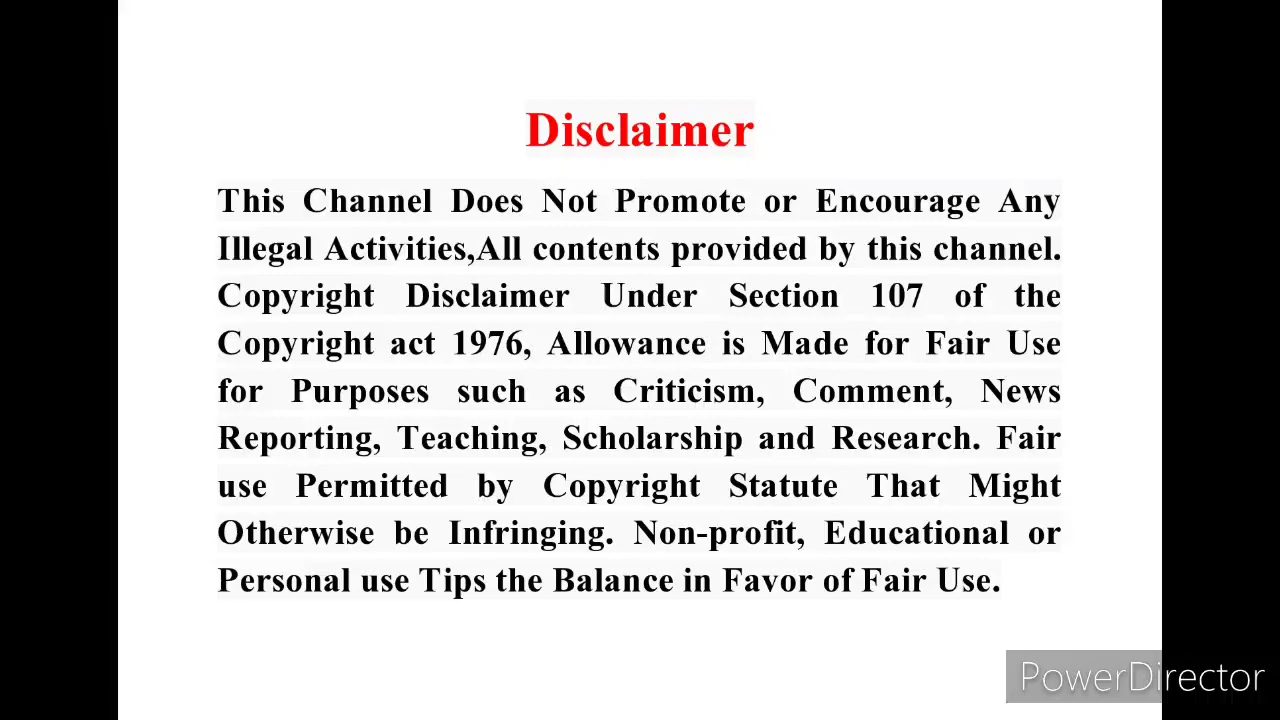 Disclaimer
This Channel Does Not Promote or Encourage Any
Illegal Activities,All contents provided by this channel.
Copyright Disclaimer Under Section 107 of the
Copyright act 1976, Allowance is Made for Fair Use
for Purposes such as Criticism, Comment, News
Reporting, Teaching, Scholarship and Research. Fair
use Permitted by Copyright Statute That Might
Otherwise be Infringing. Non-profit, Educational or
Personal use Tips the Balance in Favor of Fair Use.
PowerDirector